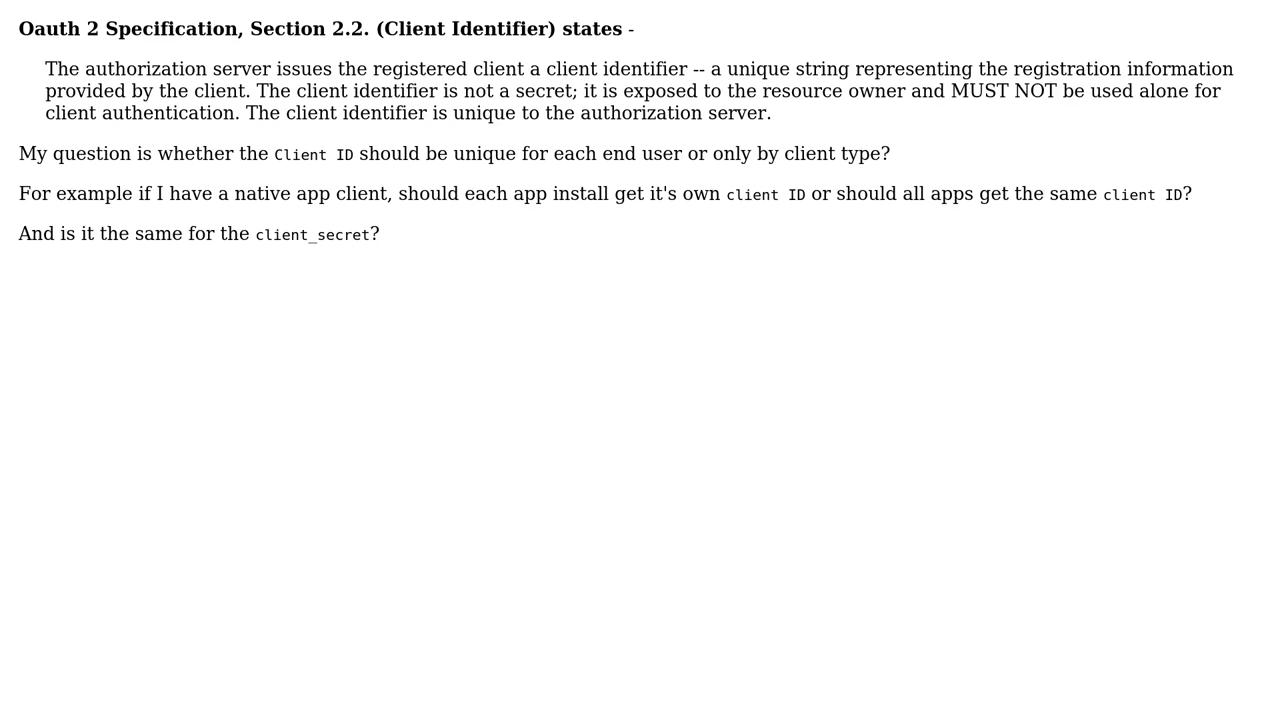 Oauth 2 Specification, Section 2.2. (Client Identifier) states -
The authorization server issues the registered client a client identifier -- a unique string representing the registration information
provided by the client. The client identifier is not a secret; it is exposed to the resource owner and MUST NOT be used alone for
client authentication. The client identifier is unique to the authorization server.
My question is whether the Client ID should be unique for each end user or only by client type?
For example if I have a native app client, should each app install get it's own client ID or should all apps get the same client ID?
And is it the same for the client_secret?